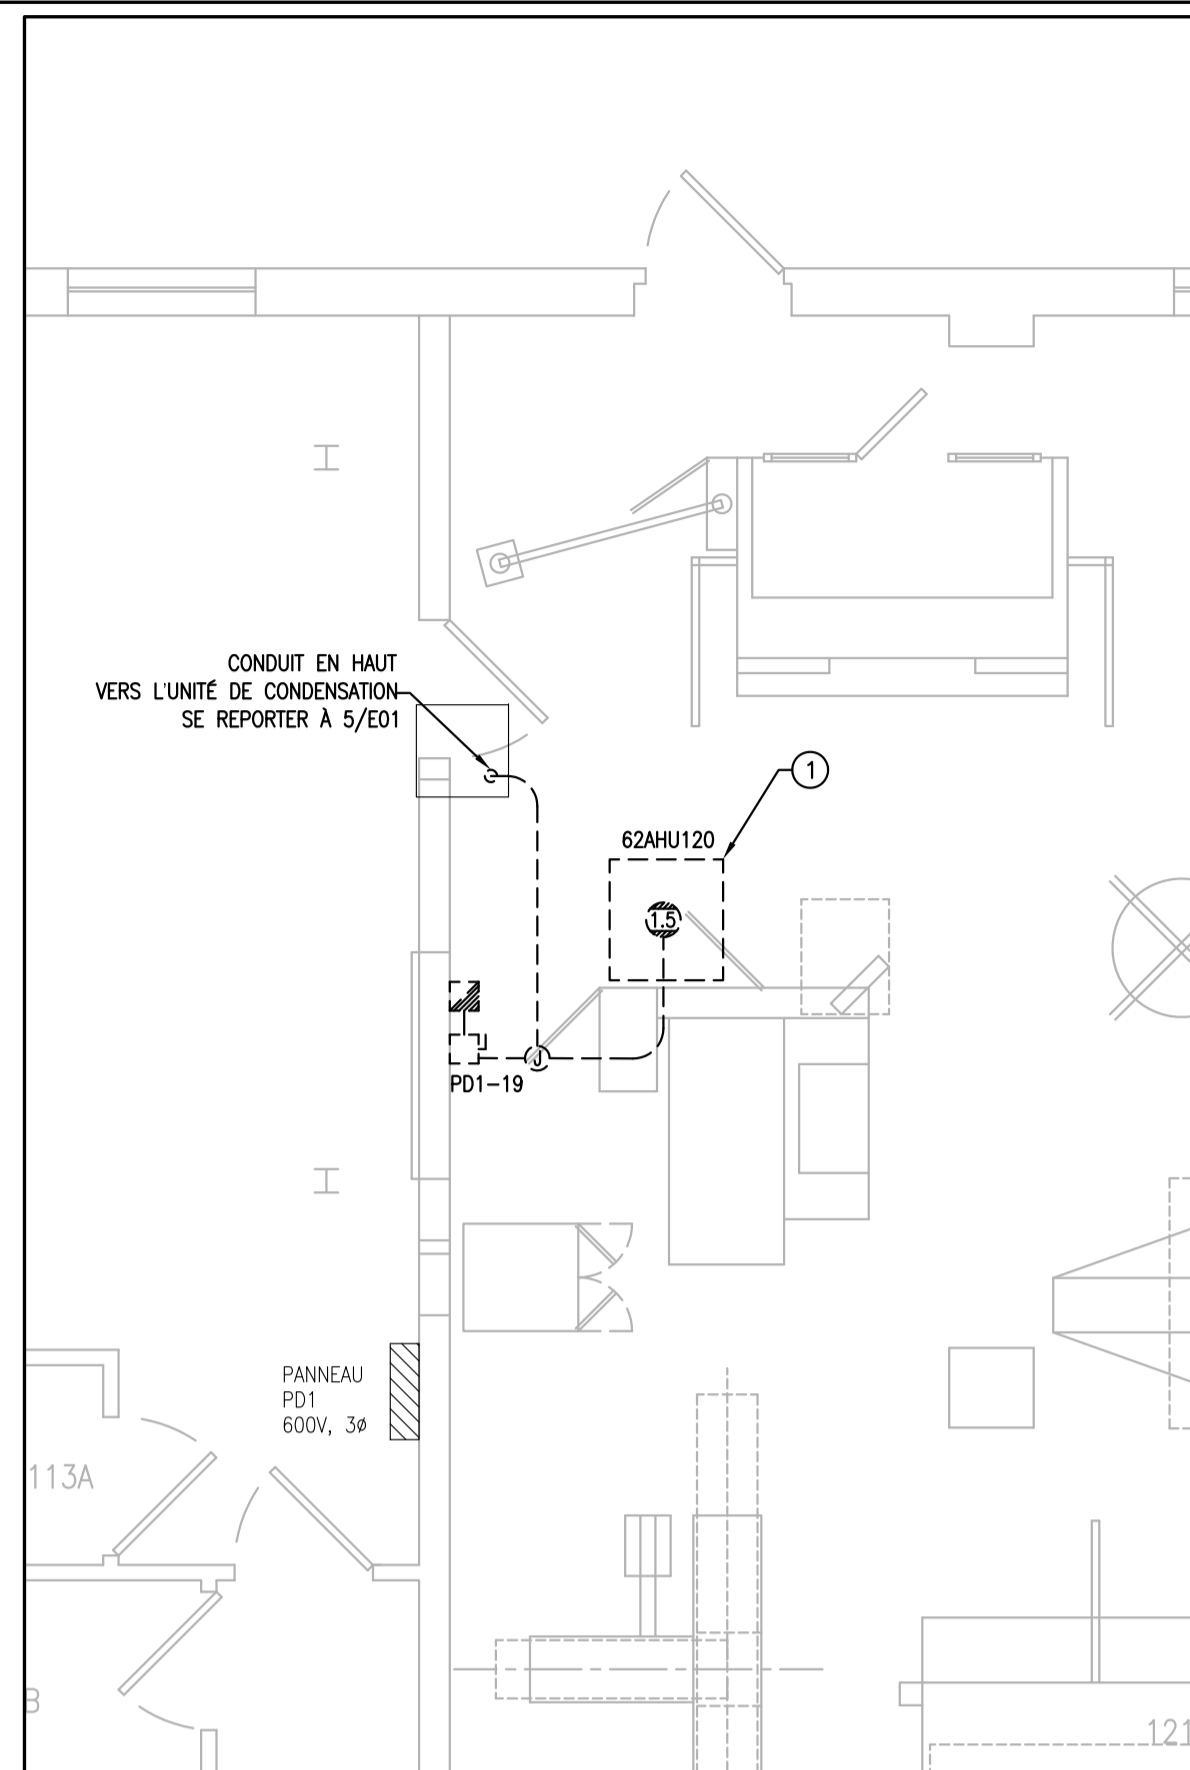 CONDUIT EN HAUT
VERS L'UNITÉ DE CONDENSATION
SE REPORTER À 5/E01
1
62AHU120
1.5
J
PD1-19
PANNEAU
PD1
600V, 3ø
113A
B
121